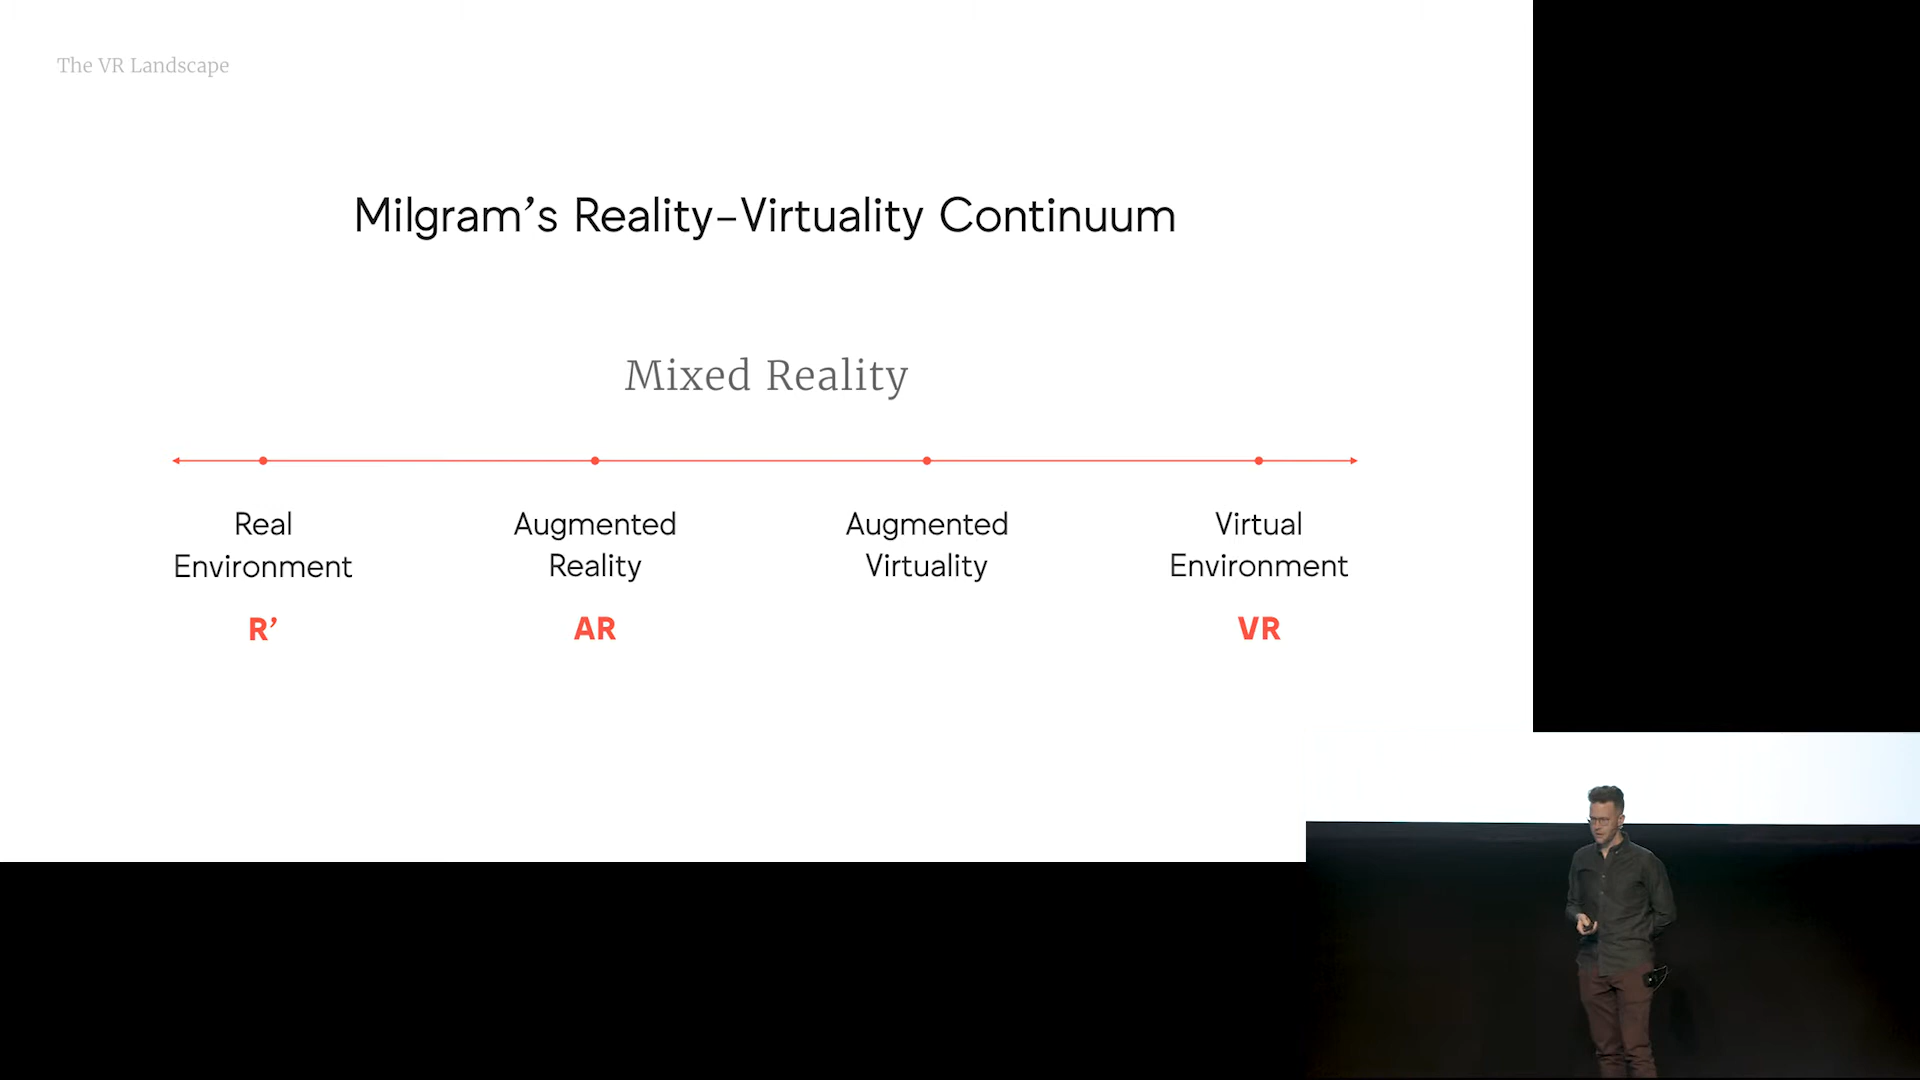 The VR Landscape
Milgram’s Reality–Virtuality Continuum
Mixed Reality
Real
Environment
R’
Augmented
Reality
AR
Augmented
Virtuality
Virtual
Environment
VR